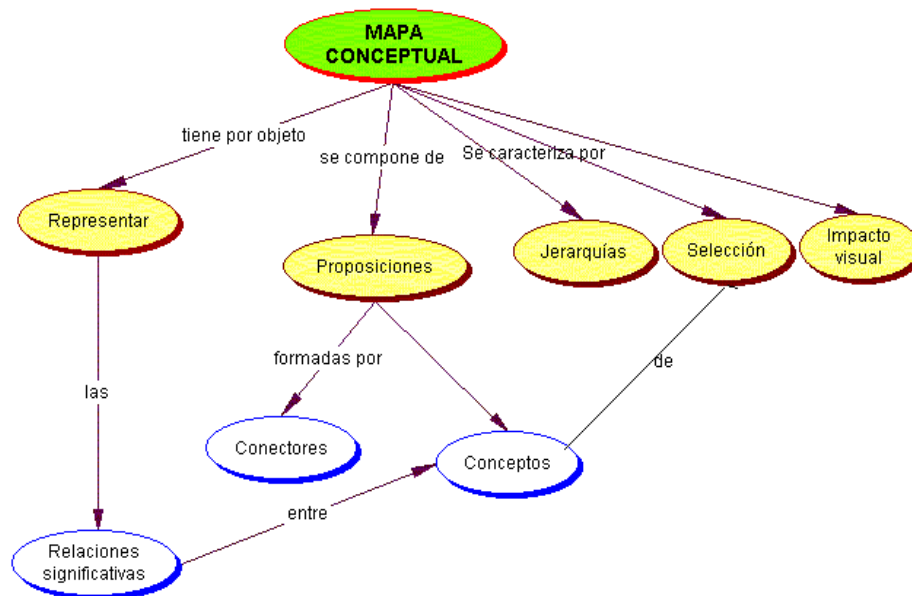 MAPA
CONCEPTUAL
tiene por objeto
se compone de
Se caracteriza por
Representar
Proposiciones
Jerarquías
Selección
Impacto
visual
formadas por
de
las
Conectores
Conceptos
entre
Relaciones
significativas